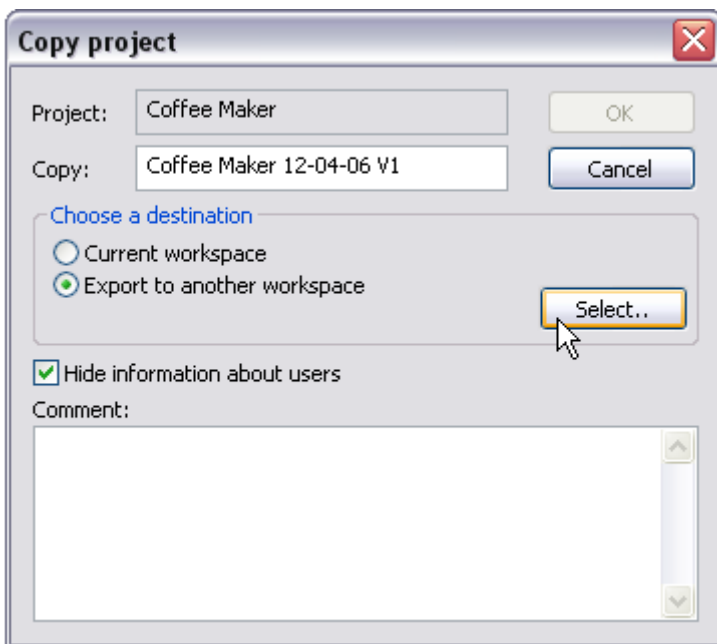 Copy project
Project: Coffee Maker OK
Copy: Coffee Maker 12-04-06 V1 Cancel
Choose a destination
Current workspace
Export to another workspace
Select..
Hide information about users
Comment: